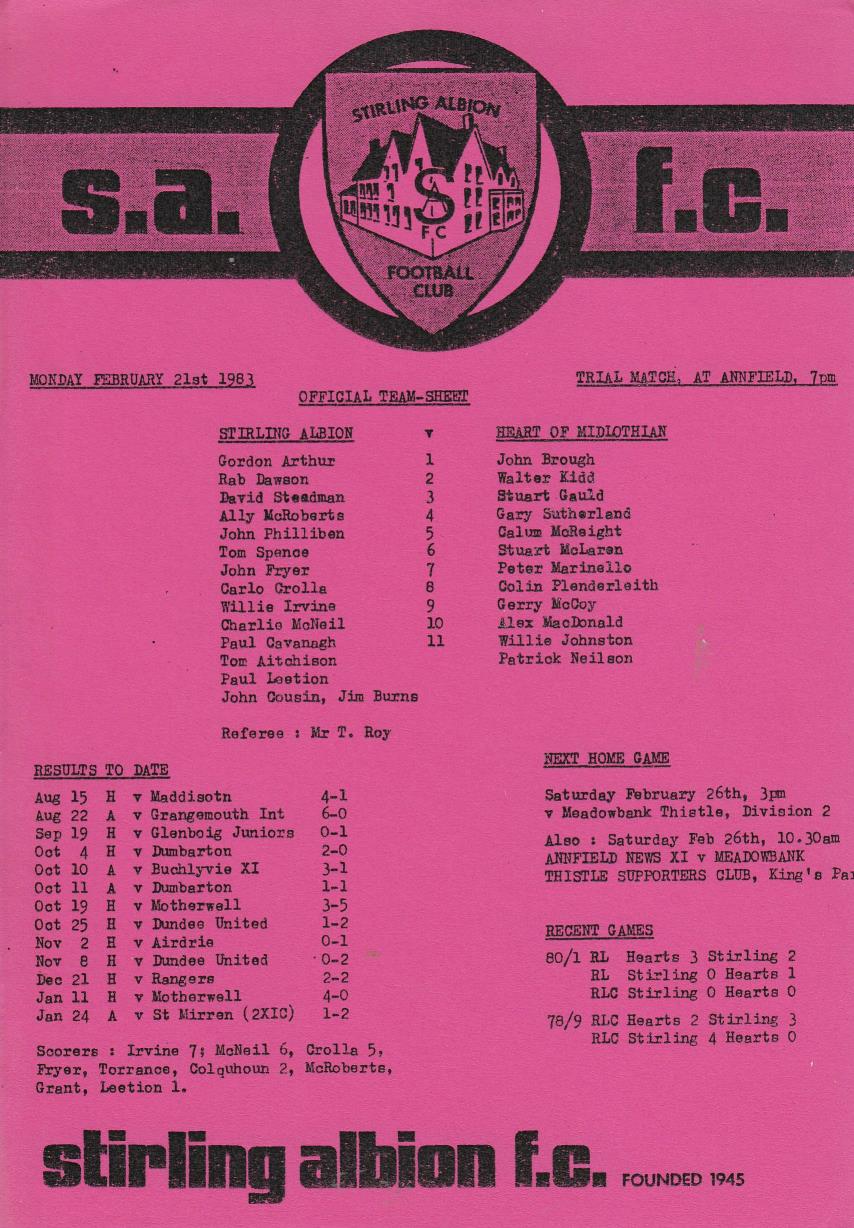 s.a. f.c.
STIRLING ALBION
S A
F C
FOOTBALL
CLUB
MONDAY FEBRUARY 21st 1983 TRIAL MATCH, AT ANNFIELD, 7pm
OFFICIAL TEAM-SHEET
STIRLING ALBION v HEART OF MIDLOTHIAN
Gordon Arthur 1 John Brough
Rab Dawson 2 Walter Kidd
David Steadman 3 Stuart Gauld
Ally McRoberts 4 Gary Sutherland
John Philliben 5 Calum McReight
Tom Spence 6 Stuart McLaren
John Fryer 7 Peter Marinello
Carlo Crolla 8 Colin Plenderleith
Willie Irvine 9 Gerry McCoy
Charlie McNeil 10 Alex MacDonald
Paul Cavanagh 11 Willie Johnston
Tom Aitchison Patrick Neilson
Paul Leetion
John Cousin, Jim Burns
Referee : Mr T. Roy
RESULTS TO DATE
Aug 15 H v Maddisotn 4-1
Aug 22 A v Grangemouth Int 6-0
Sep 19 H v Glenboig Juniors 0-1
Oct 4 H v Dumbarton 2-0
Oct 10 A v Buchlyvie XI 3-1
Oct 11 A v Dumbarton 1-1
Oct 19 H v Motherwell 3-5
Oct 25 H v Dundee United 1-2
Nov 2 H v Airdrie 0-1
Nov 8 H v Dundee United 0-2
Dec 21 H v Rangers 2-2
Jan 11 H v Motherwell 4-0
Jan 24 A v St Mirren (2XIC) 1-2
Scorers : Irvine 7; McNeil 6, Crolla 5,
Fryer, Torrance, Colquhoun 2, McRoberts,
Grant, Leetion 1.
NEXT HOME GAME
Saturday February 26th, 3pm
v Meadowbank Thistle, Division 2
Also : Saturday Feb 26th, 10.30am
ANNFIELD NEWS XI v MEADOWBANK
THISTLE SUPPORTERS CLUB, King's Par
RECENT GAMES
80/1 RL Hearts 3 Stirling 2
RL Stirling 0 Hearts 1
RLC Stirling 0 Hearts 0
78/9 RLC Hearts 2 Stirling 3
RLC Stirling 4 Hearts 0
stirling albion f.c. FOUNDED 1945